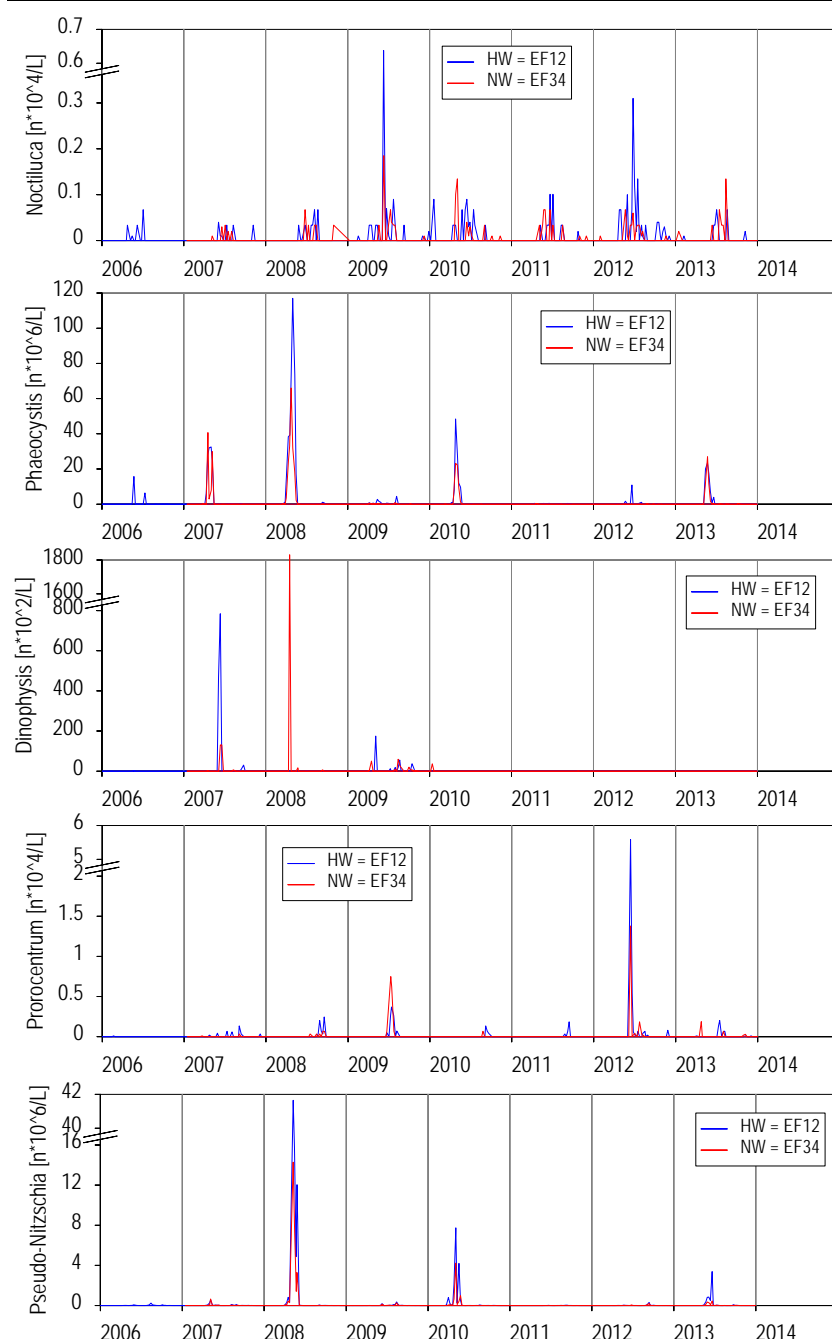 0.7
0.6
0.3
0.2
0.1
0
Noctiluca [n*10^4/L]
HW = EF12
NW = EF34
2006 2007 2008 2009 2010 2011 2012 2013 2014
120
100
80
60
40
20
0
Phaeocystis [n*10^6/L]
HW = EF12
NW = EF34
2006 2007 2008 2009 2010 2011 2012 2013 2014
1800
1600
800
600
400
200
0
Dinophysis [n*10^2/L]
HW = EF12
NW = EF34
2006 2007 2008 2009 2010 2011 2012 2013 2014
6
5
2
1.5
1
0.5
0
Prorocentrum [n*10^4/L]
HW = EF12
NW = EF34
2006 2007 2008 2009 2010 2011 2012 2013 2014
42
40
16
12
8
4
0
Pseudo-Nitzschia [n*10^6/L]
HW = EF12
NW = EF34
2006 2007 2008 2009 2010 2011 2012 2013 2014